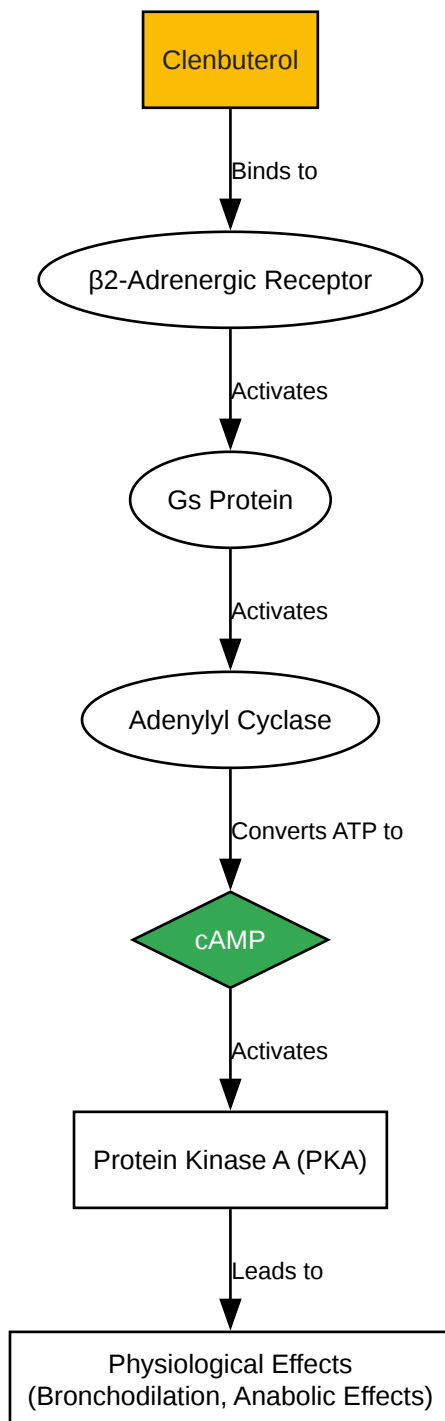 Clenbuterol
Binds to
β2-Adrenergic Receptor
Activates
Gs Protein
Activates
Adenylyl Cyclase
Converts ATP to
cAMP
Activates
Protein Kinase A (PKA)
Leads to
Physiological Effects
(Bronchodilation, Anabolic Effects)